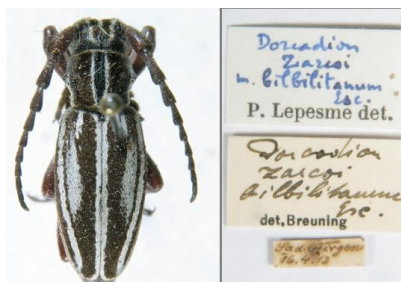 Dorcadion
zarcoi
m. bilbilitanum
Esc.
P. Lepesme det.
Dorcadion
zarcoi
bilbilitanum
Esc.
det. Breuning